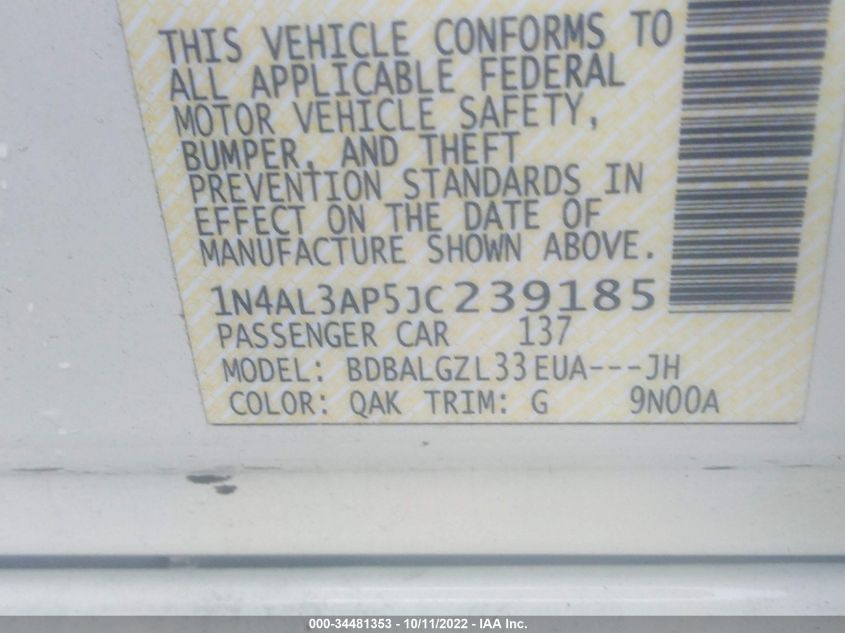 THIS VEHICLE CONFORMS TO
ALL APPLICABLE FEDERAL
MOTOR VEHICLE SAFETY,
BUMPER, AND THEFT
PREVENTION STANDARDS IN
EFFECT ON THE DATE OF
MANUFACTURE SHOWN ABOVE.
1N4AL3AP5JC239185
PASSENGER CAR 137
MODEL: BDBALGZL33EUA---JH
COLOR: QAK TRIM: G 9N00A
000-34481353 - 10/11/2022 - IAA Inc.